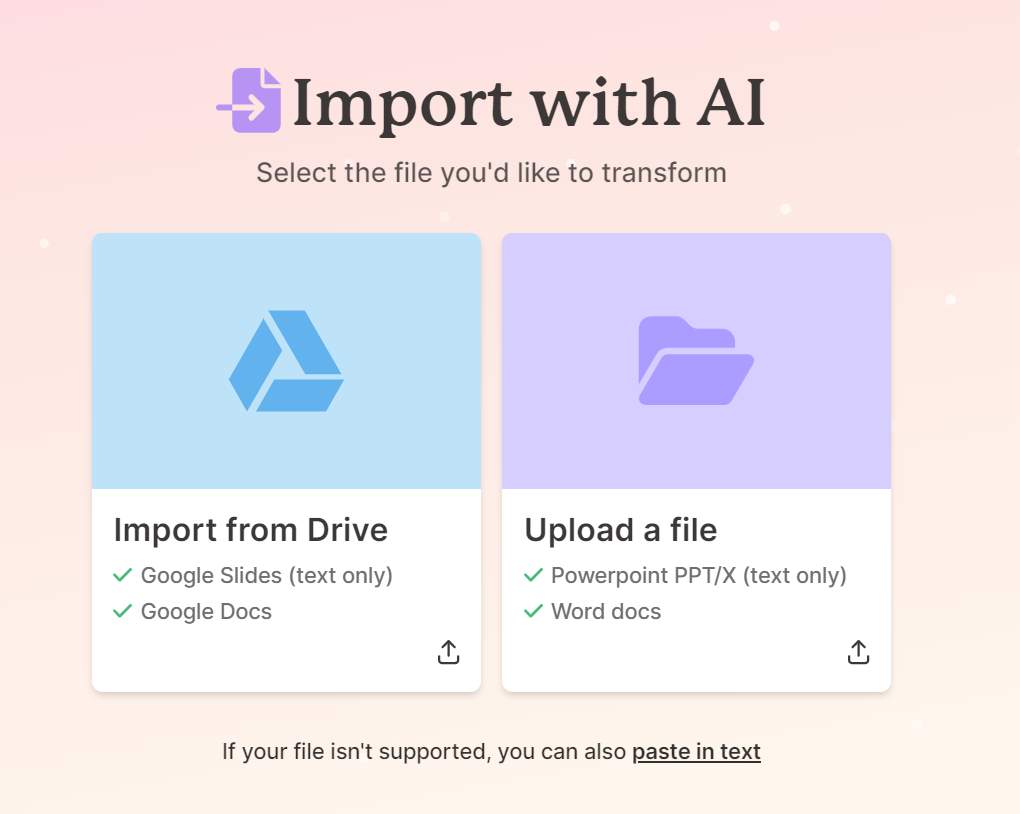 Import with AI
Select the file you'd like to transform
Import from Drive
Google Slides (text only)
Google Docs
Upload a file
Powerpoint PPT/X (text only)
Word docs
If your file isn't supported, you can also paste in text